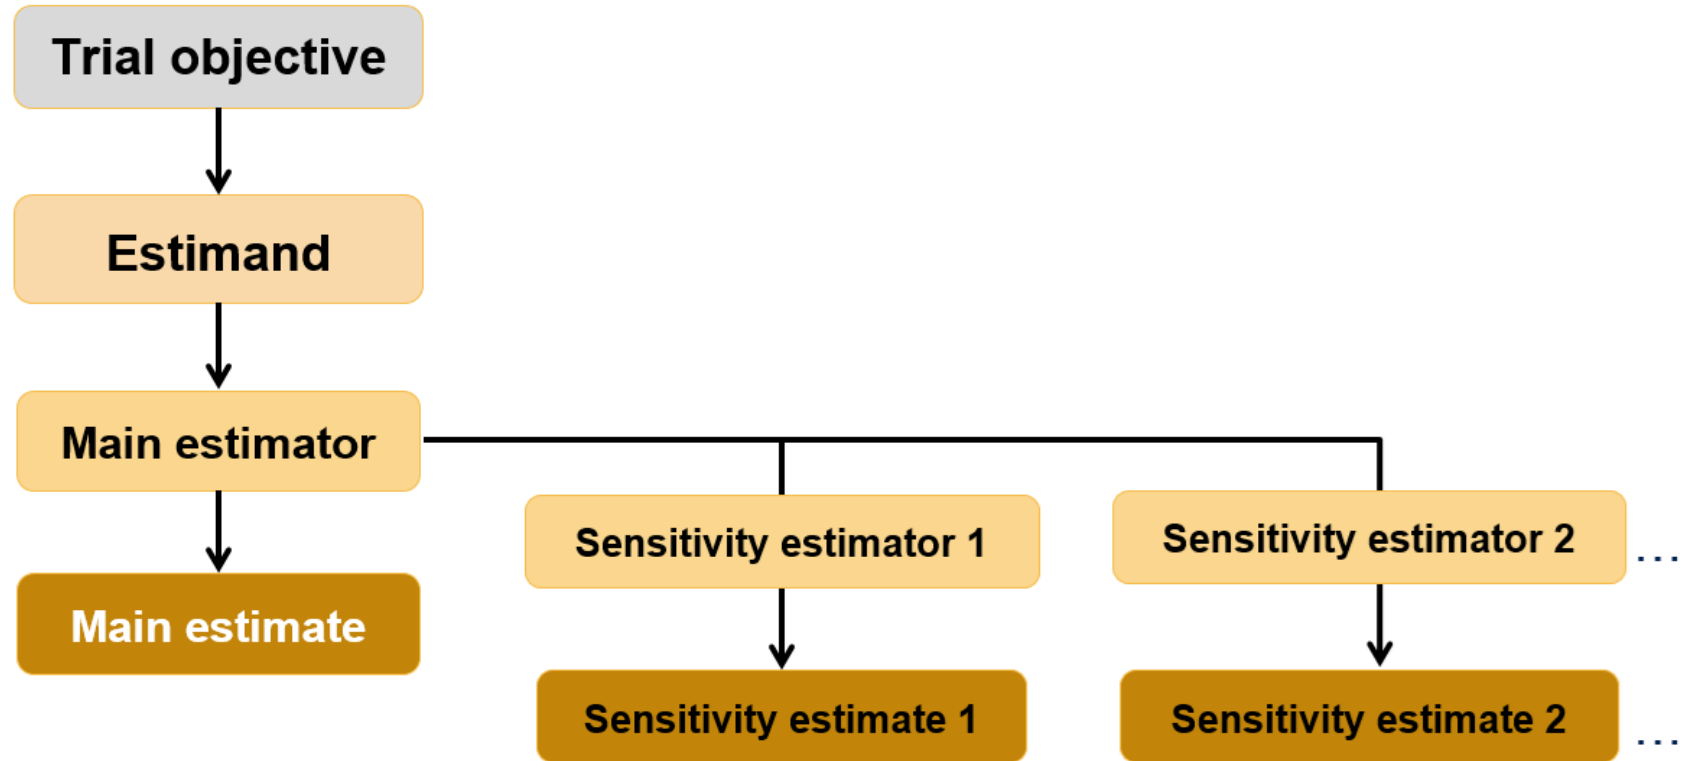 Trial objective
Estimand
Main estimator
Sensitivity estimator 1
Sensitivity estimator 2
...
Main estimate
Sensitivity estimate 1
Sensitivity estimate 2
...